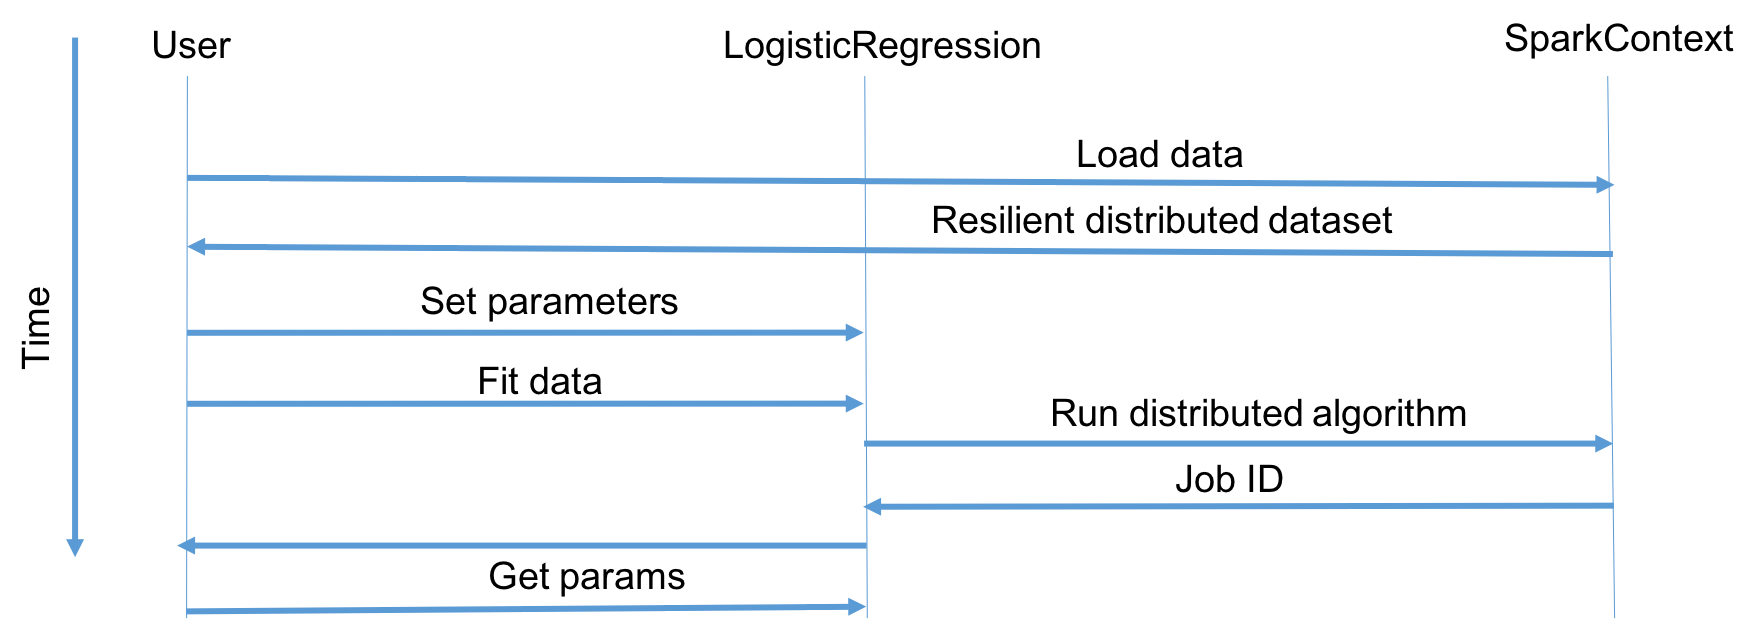 User
LogisticRegression
SparkContext
Load data
Resilient distributed dataset
Time
Set parameters
Fit data
Run distributed algorithm
Job ID
Get params